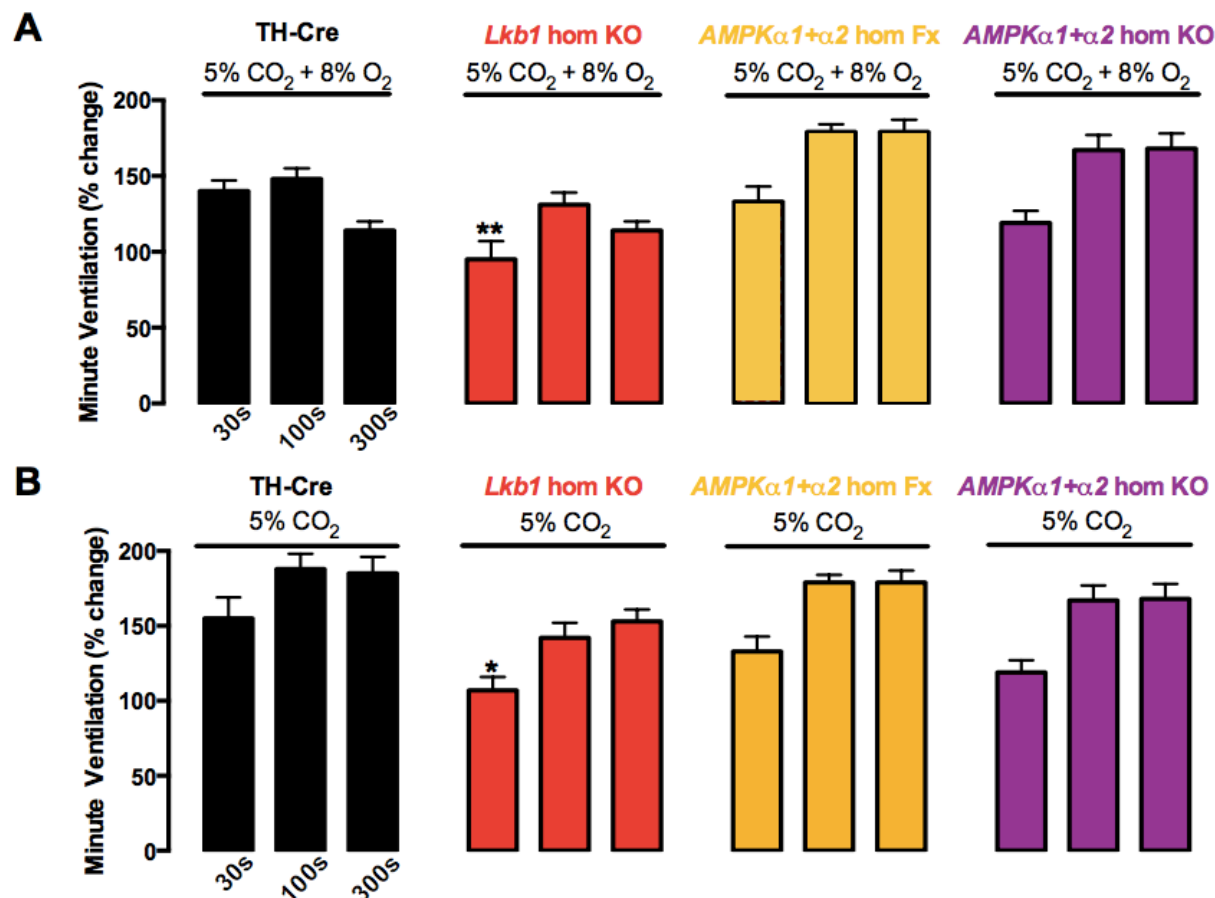 A
TH-Cre
Lkb1 hom KO
AMPKα1+α2 hom Fx
AMPKα1+α2 hom KO
5% CO2 + 8% O2
5% CO2 + 8% O2
5% CO2 + 8% O2
5% CO2 + 8% O2
Minute Ventilation (% change)
200
150
100
50
0
**
30s
100s
300s
B
TH-Cre
Lkb1 hom KO
AMPKα1+α2 hom Fx
AMPKα1+α2 hom KO
5% CO2
5% CO2
5% CO2
5% CO2
Minute Ventilation (% change)
200
150
100
50
0
*
30s
100s
300s